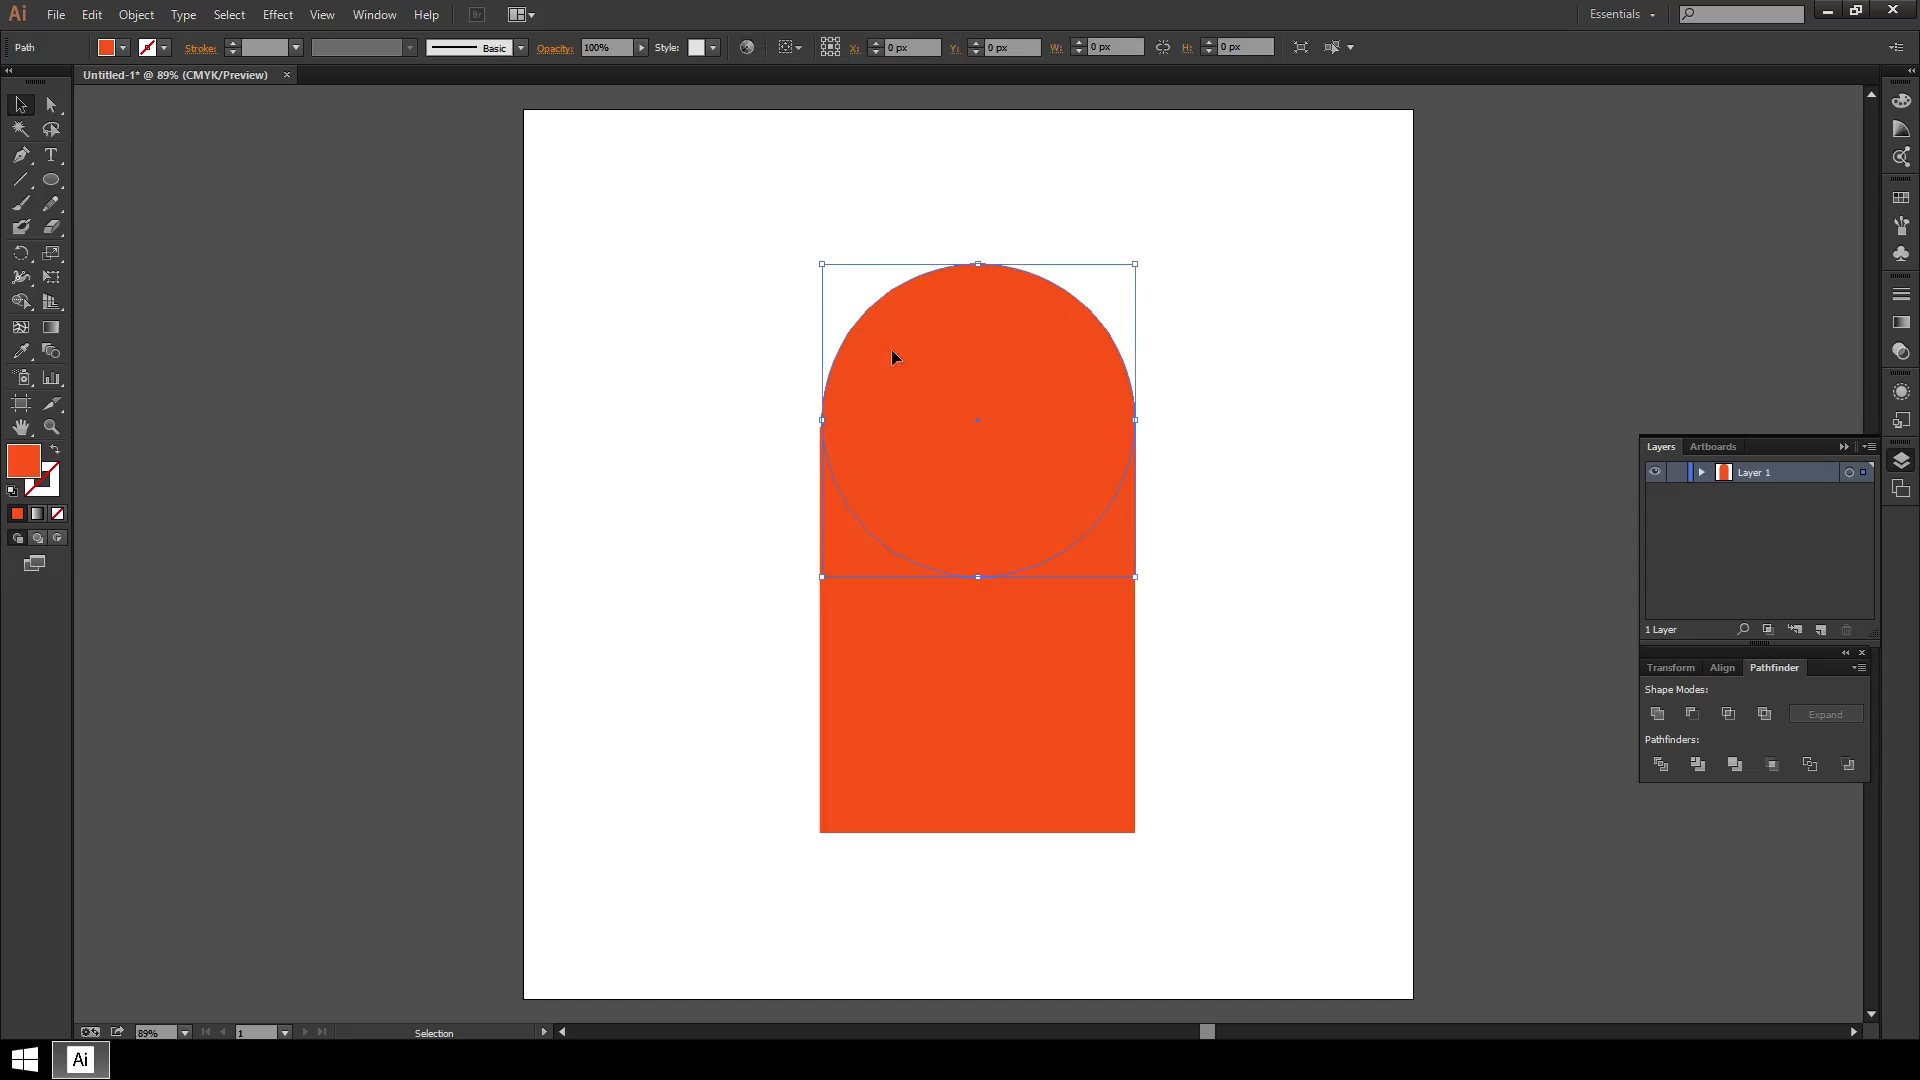 Ai File Edit Object Type Select Effect View Window Help Br Essentials
Path Stroke: Basic Opacity: 100% Style: X: 0 px Y: 0 px W: 0 px H: 0 px
Untitled-1* @ 89% (CMYK/Preview) ×
T
Layers Artboards
Layer 1
1 Layer
Transform Align Pathfinder
Shape Modes:
Expand
Pathfinders:
89% 1 Selection
Ai